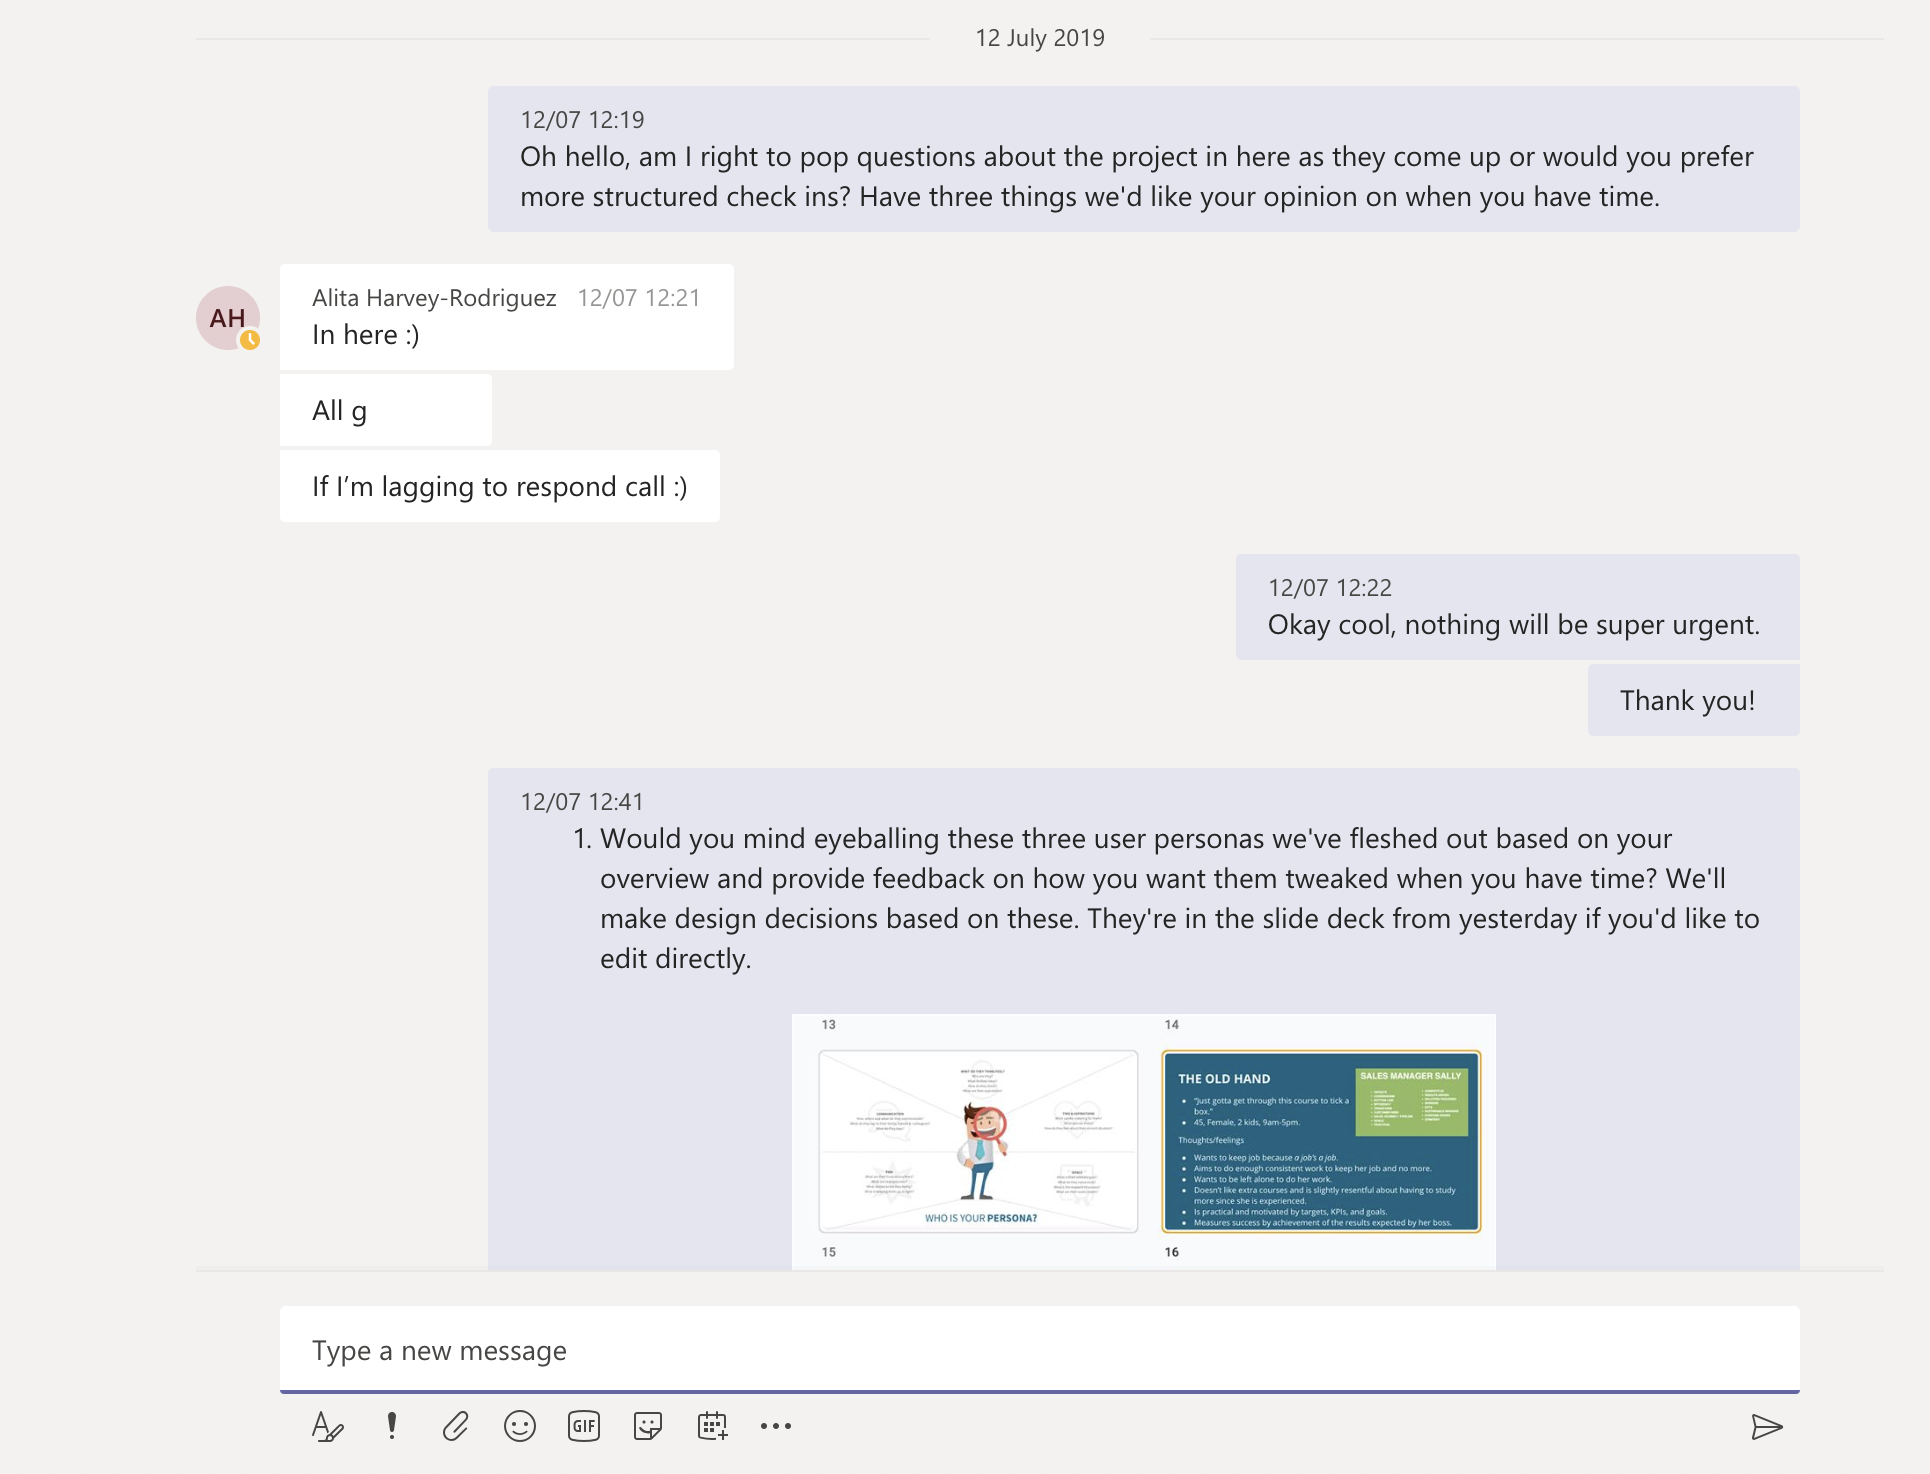 12 July 2019
12/07 12:19
Oh hello, am I right to pop questions about the project in here as they come up or would you prefer
more structured check ins? Have three things we'd like your opinion on when you have time.
AH
Alita Harvey-Rodriguez 12/07 12:21
In here :)
All g
If I’m lagging to respond call :)
12/07 12:22
Okay cool, nothing will be super urgent.
Thank you!
12/07 12:41
1. Would you mind eyeballing these three user personas we've fleshed out based on your
overview and provide feedback on how you want them tweaked when you have time? We'll
make design decisions based on these. They're in the slide deck from yesterday if you'd like to
edit directly.
13
14
WHO IS YOUR PERSONA?
THE OLD HAND
SALES MANAGER SALLY
• "Just gotta get through this course to tick a
box."
• 45, Female, 2 kids, 9am-5pm.
Thoughts/feelings
• Wants to keep job because a job's a job.
• Aims to do enough consistent work to keep her job and no more.
• Wants to be left alone to do her work.
• Doesn't like extra courses and is slightly resentful about having to study
more since she is experienced.
• Is practical and motivated by targets, KPIs, and goals.
• Measures success by achievement of the results expected by her boss.
15
16
Type a new message
GIF